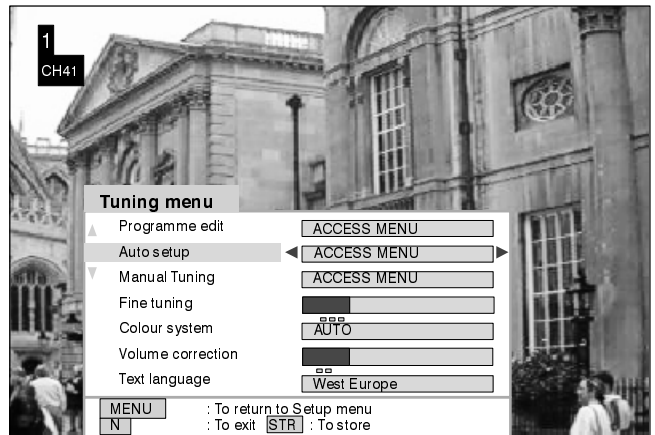 1
CH41
Tuning menu
Programme edit ACCESS MENU
Auto setup ACCESS MENU
Manual Tuning ACCESS MENU
Fine tuning
Colour system AUTO
Volume correction
Text language West Europe
MENU : To return to Setup menu
N : To exit STR : To store